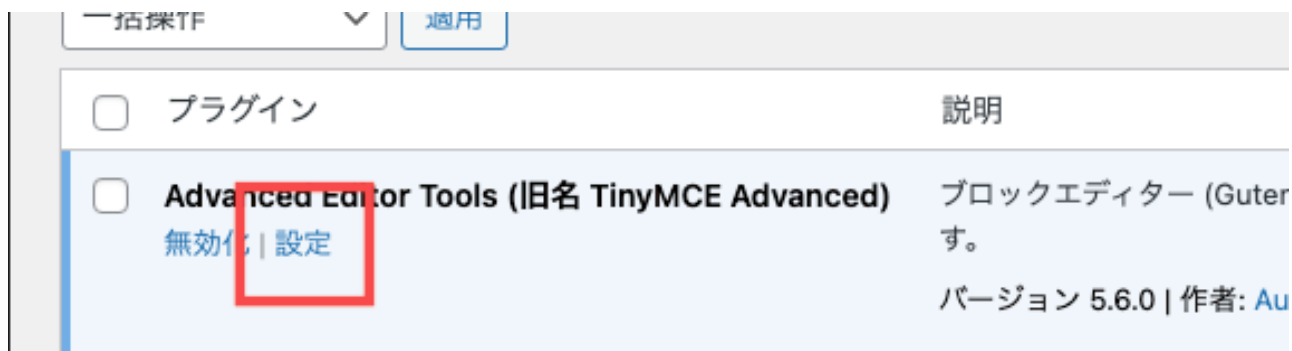 一括操作 適用
プラグイン 説明
Advanced Editor Tools (旧名 TinyMCE Advanced)
無効化 | 設定
ブロックエディター (Guter
す。
バージョン 5.6.0 | 作者: Au